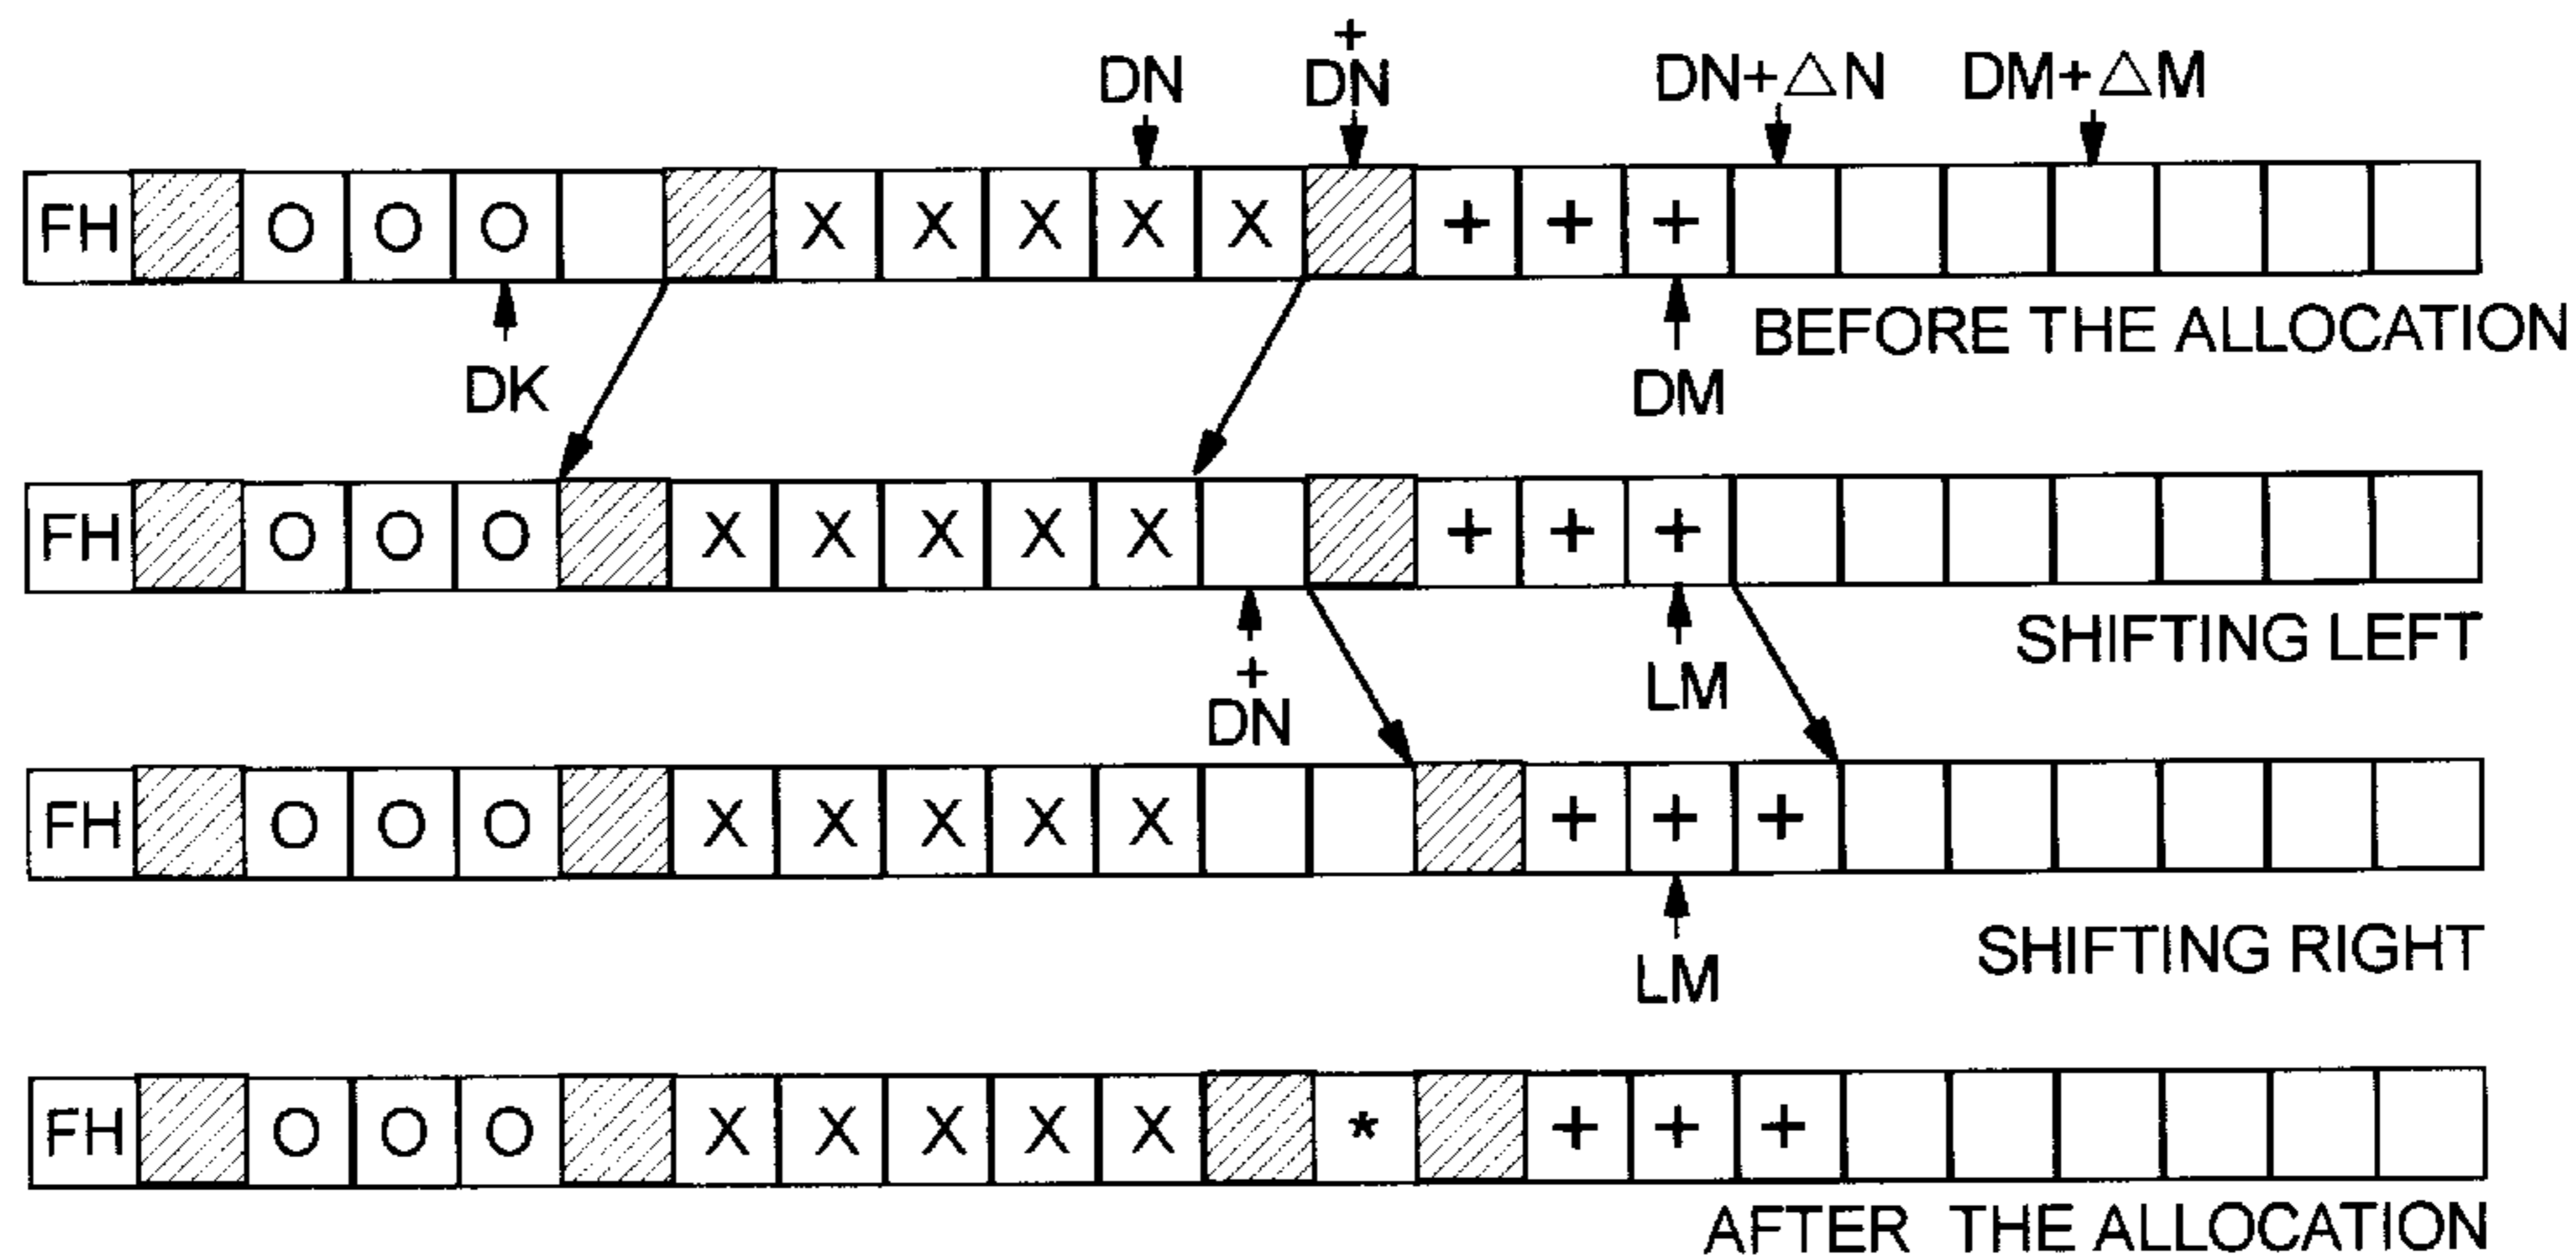 +
DN DN DN+△N DM+△M
FH O O O X X X X X + + +
BEFORE THE ALLOCATION
DK DM
FH O O O X X X X X + + +
SHIFTING LEFT
+ LM
DN
FH O O O X X X X X + + +
SHIFTING RIGHT
LM
FH O O O X X X X X * + + +
AFTER THE ALLOCATION